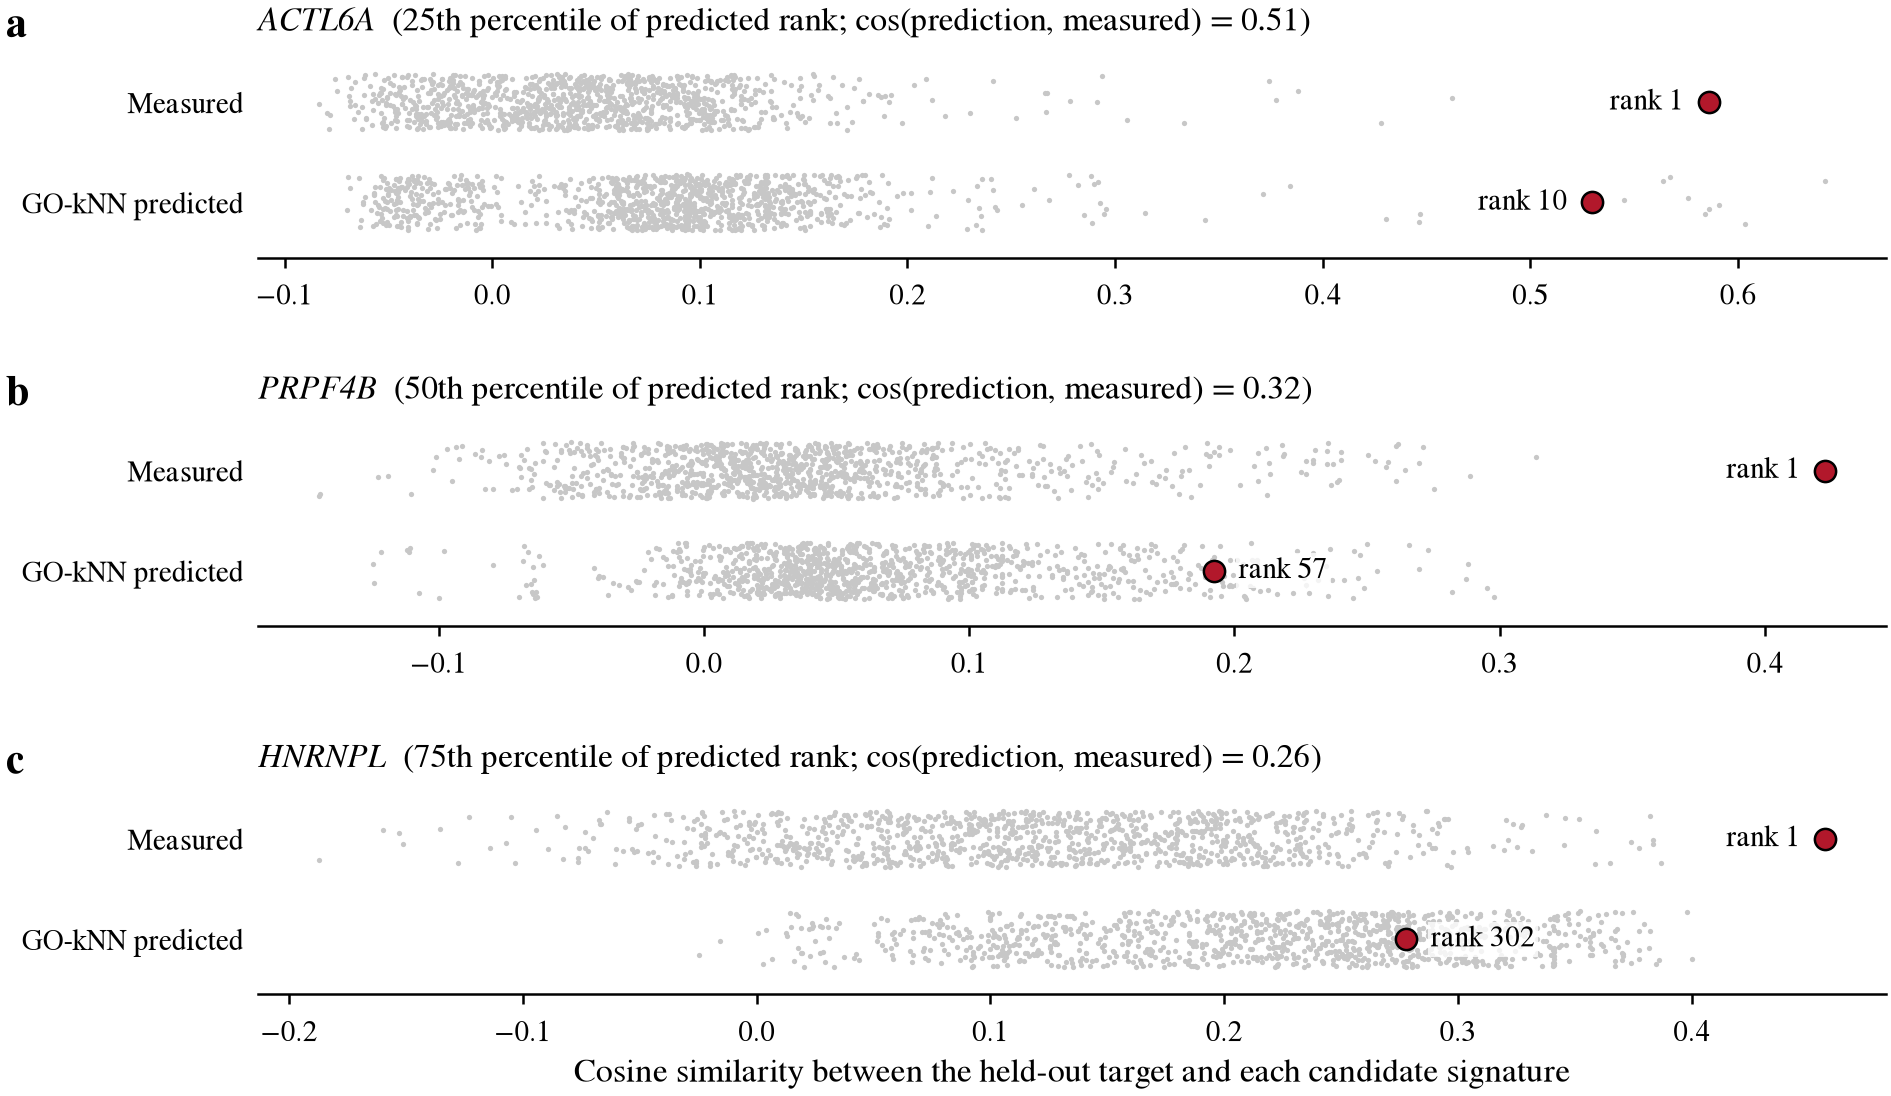 a
ACTL6A (25th percentile of predicted rank; cos(prediction, measured) = 0.51)
Measured
rank 1
GO-kNN predicted
rank 10
−0.1 0.0 0.1 0.2 0.3 0.4 0.5 0.6
b
PRPF4B (50th percentile of predicted rank; cos(prediction, measured) = 0.32)
Measured
rank 1
GO-kNN predicted
rank 57
−0.1 0.0 0.1 0.2 0.3 0.4
c
HNRNPL (75th percentile of predicted rank; cos(prediction, measured) = 0.26)
Measured
rank 1
GO-kNN predicted
rank 302
−0.2 −0.1 0.0 0.1 0.2 0.3 0.4
Cosine similarity between the held-out target and each candidate signature